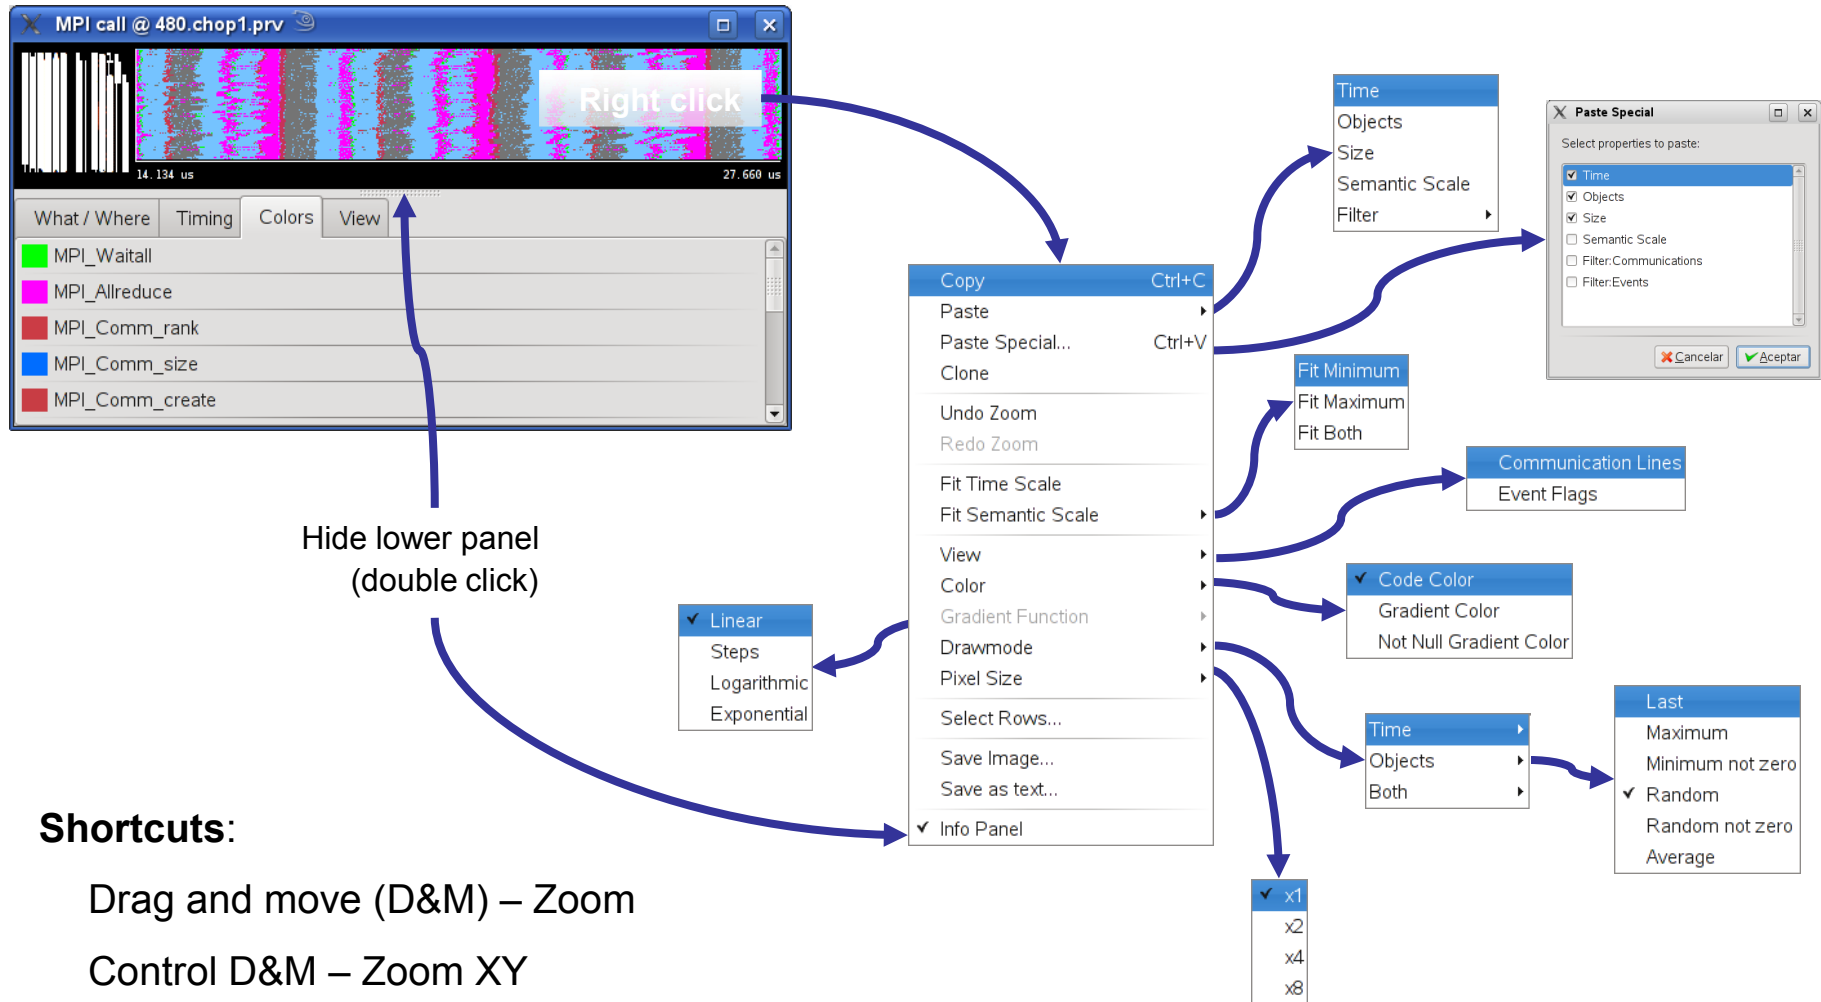 MPI call @ 480.chop1.prv
Right click
14.134 us
27.660 us
What / Where
Timing
Colors
View
MPI_Waitall
MPI_Allreduce
MPI_Comm_rank
MPI_Comm_size
MPI_Comm_create
Hide lower panel
(double click)
Copy Ctrl+C
Paste
Paste Special... Ctrl+V
Clone
Undo Zoom
Redo Zoom
Fit Time Scale
Fit Semantic Scale
View
Color
Gradient Function
Drawmode
Pixel Size
Select Rows...
Save Image...
Save as text...
✓ Info Panel
Time
Objects
Size
Semantic Scale
Filter
Paste Special
Select properties to paste:
Time
Objects
Size
Semantic Scale
Filter:Communications
Filter:Events
Cancelar
Aceptar
Fit Minimum
Fit Maximum
Fit Both
Communication Lines
Event Flags
✓ Code Color
Gradient Color
Not Null Gradient Color
✓ Linear
Steps
Logarithmic
Exponential
Time
Objects
Both
Last
Maximum
Minimum not zero
✓ Random
Random not zero
Average
✓ x1
x2
x4
x8
Shortcuts:
Drag and move (D&M) – Zoom
Control D&M – Zoom XY